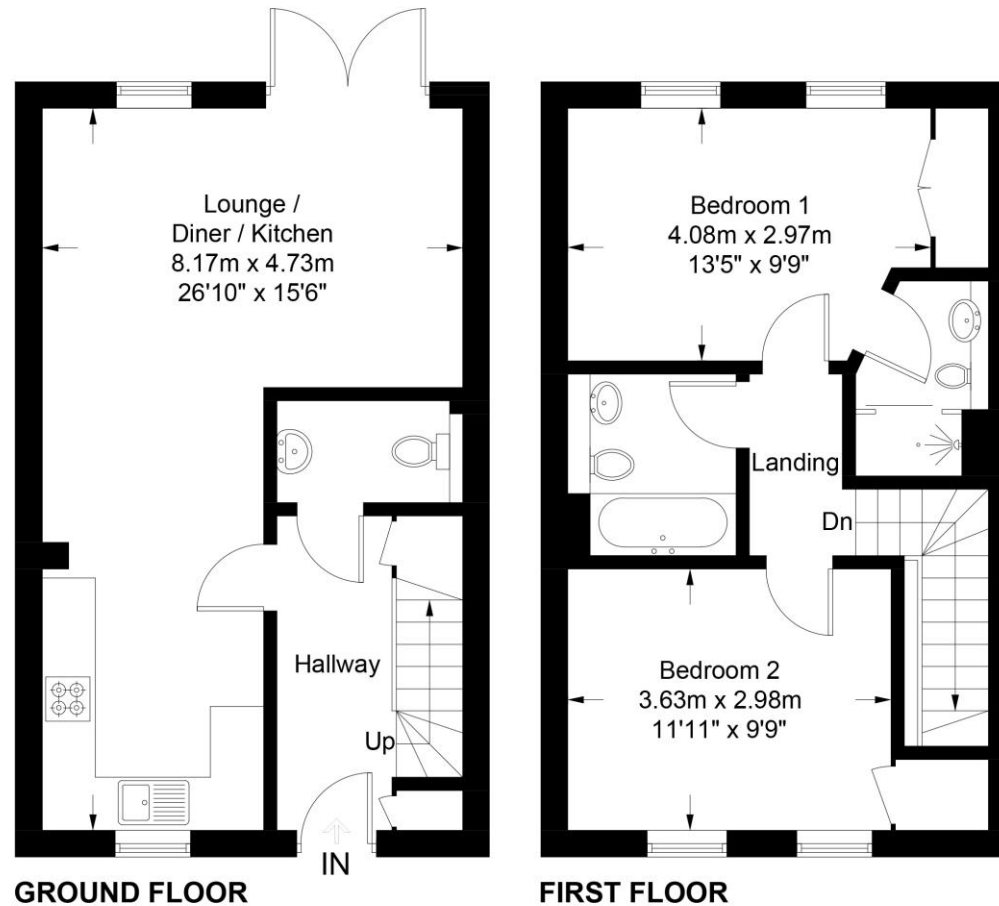 Lounge /
Diner / Kitchen
8.17m x 4.73m
26'10" x 15'6"
Hallway
Up
IN
GROUND FLOOR
Bedroom 1
4.08m x 2.97m
13'5" x 9'9"
Landing
Dn
Bedroom 2
3.63m x 2.98m
11'11" x 9'9"
FIRST FLOOR